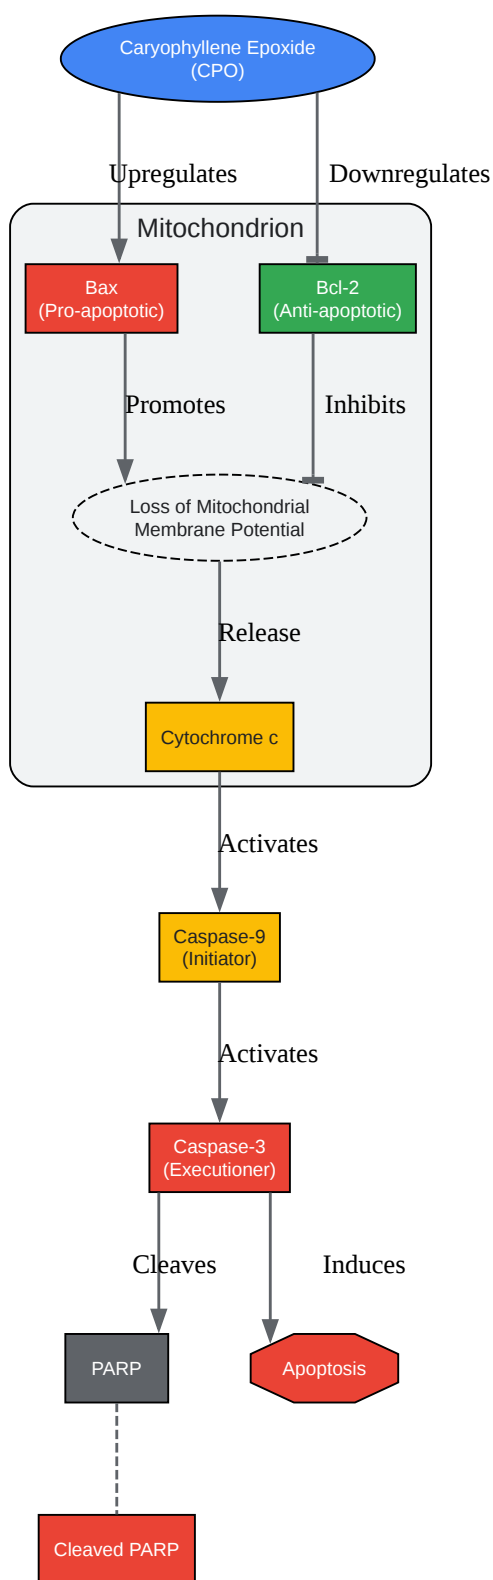 Caryophyllene Epoxide
(CPO)
Upregulates
Downregulates
Mitochondrion
Bax
(Pro-apoptotic)
Bcl-2
(Anti-apoptotic)
Promotes
Inhibits
Loss of Mitochondrial
Membrane Potential
Release
Cytochrome c
Activates
Caspase-9
(Initiator)
Activates
Caspase-3
(Executioner)
Cleaves
Induces
PARP
Apoptosis
Cleaved PARP